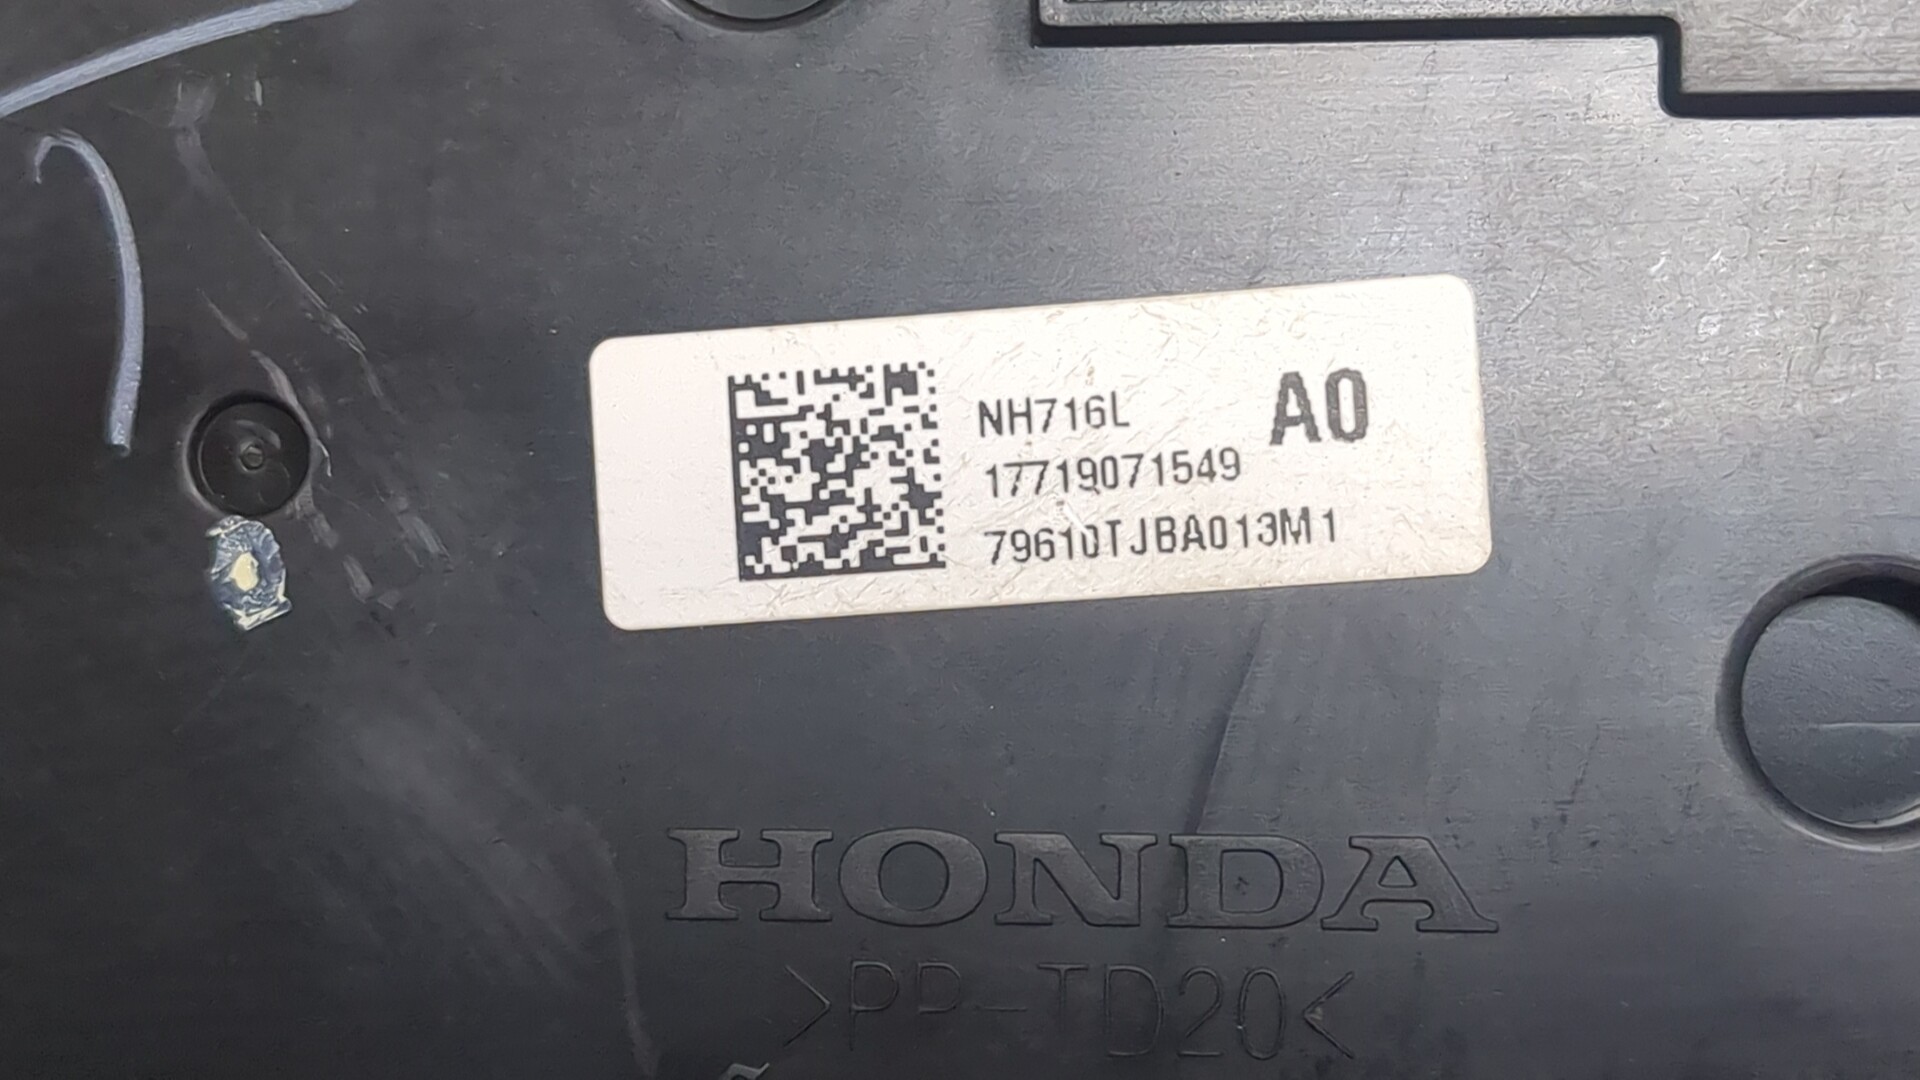 NH716L A0
17719071549
79610TJBA013M1
HONDA
>PP-TD20<